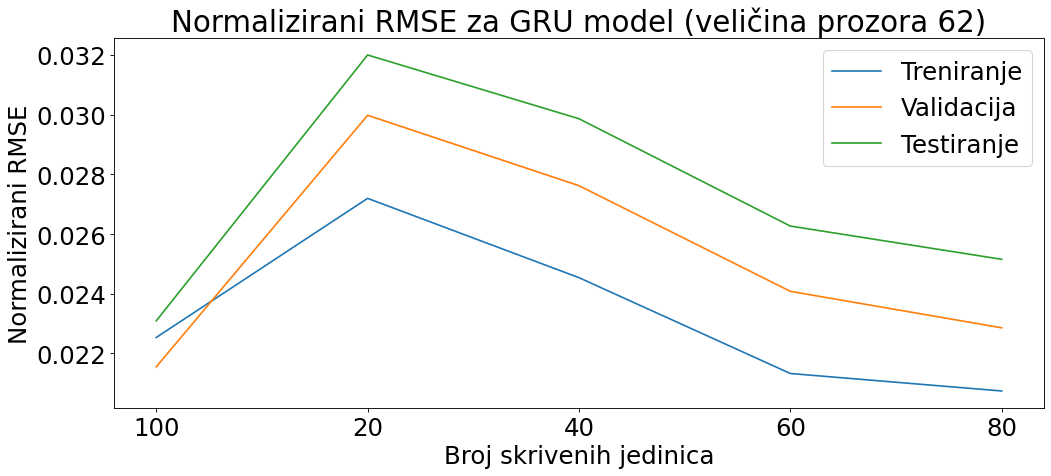 Normalizirani RMSE za GRU model (veličina prozora 62)
Normalizirani RMSE
0.032
0.030
0.028
0.026
0.024
0.022
Treniranje
Validacija
Testiranje
100 20 40 60 80
Broj skrivenih jedinica